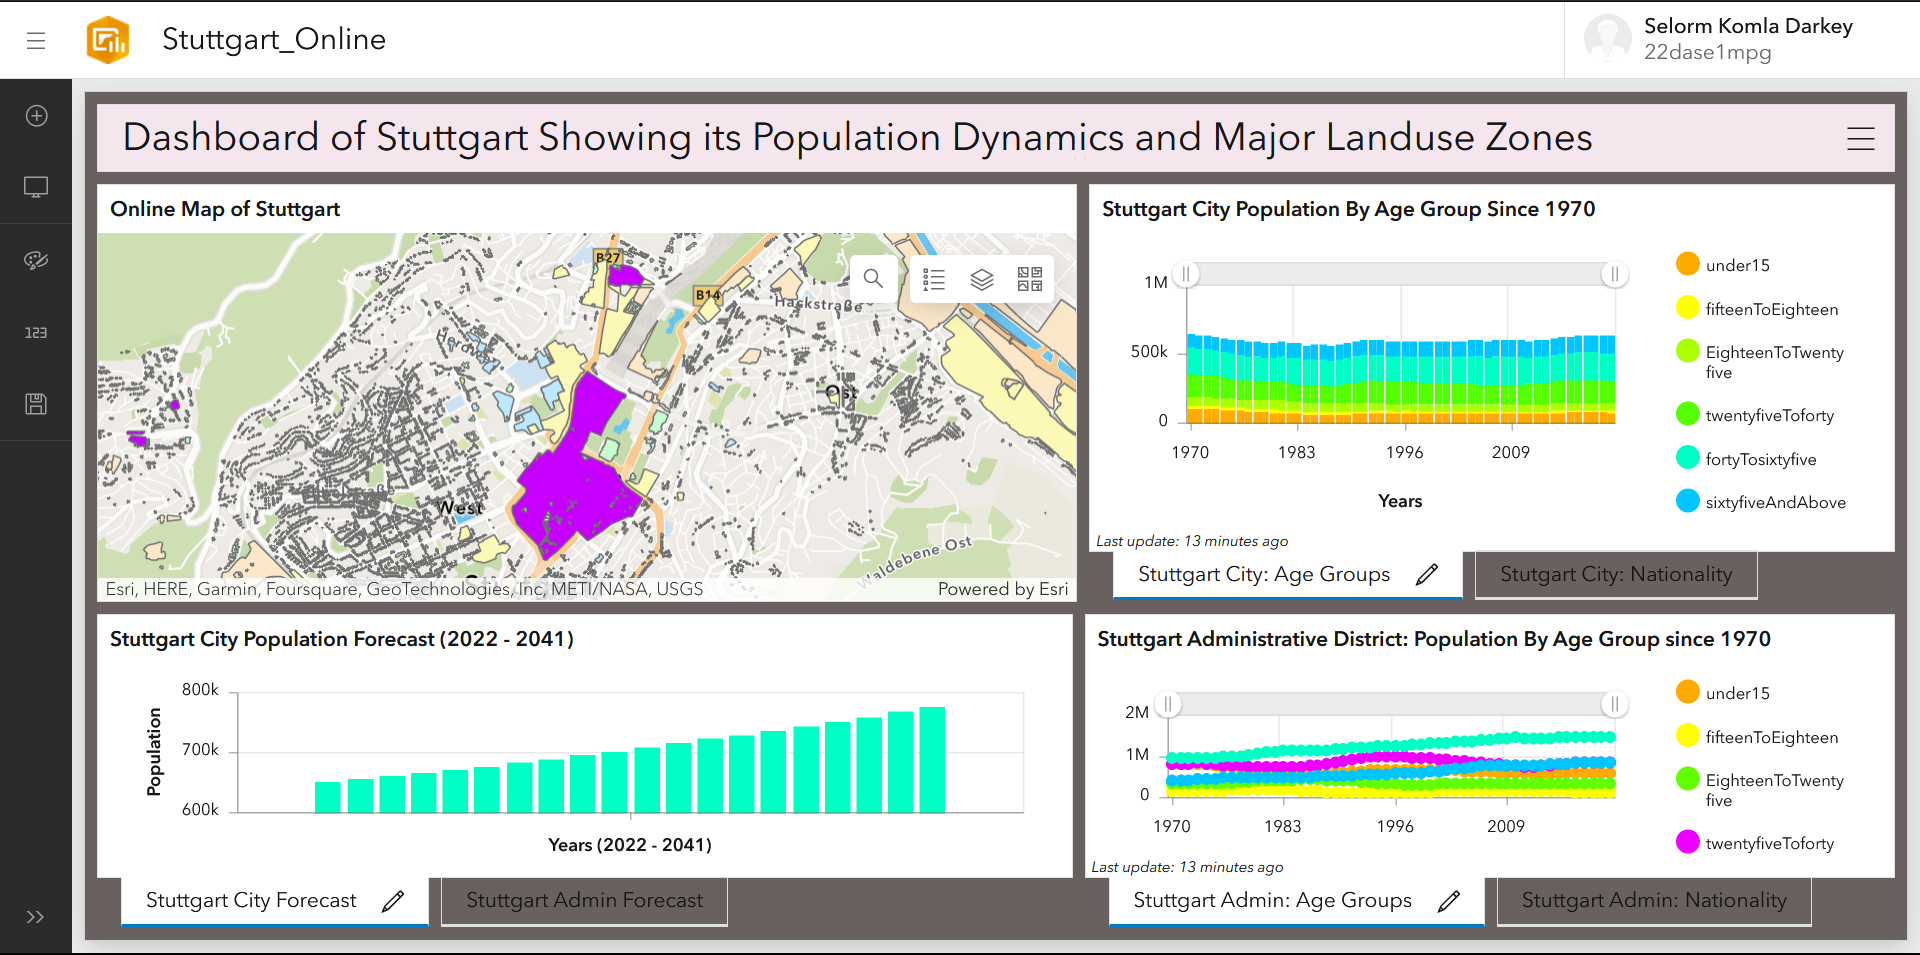 Stuttgart_Online
Selorm Komla Darkey
22dase1mpg
Dashboard of Stuttgart Showing its Population Dynamics and Major Landuse Zones
123
Online Map of Stuttgart
B27
B14
Hackstraße
Ost
West
Waldebene Ost
Esri, HERE, Garmin, Foursquare, GeoTechnologies, Inc, METI/NASA, USGS
Powered by Esri
Stuttgart City Population By Age Group Since 1970
1M
500k
0
1970
1983
1996
2009
Years
under15
fifteenToEighteen
EighteenToTwenty
five
twentyfiveToforty
fortyTosixtyfive
sixtyfiveAndAbove
Last update: 13 minutes ago
Stuttgart City: Age Groups
Stutgart City: Nationality
Stuttgart City Population Forecast (2022 - 2041)
Population
800k
700k
600k
Years (2022 - 2041)
Stuttgart City Forecast
Stuttgart Admin Forecast
Stuttgart Administrative District: Population By Age Group since 1970
2M
1M
0
1970
1983
1996
2009
under15
fifteenToEighteen
EighteenToTwenty
five
twentyfiveToforty
Last update: 13 minutes ago
Stuttgart Admin: Age Groups
Stuttgart Admin: Nationality